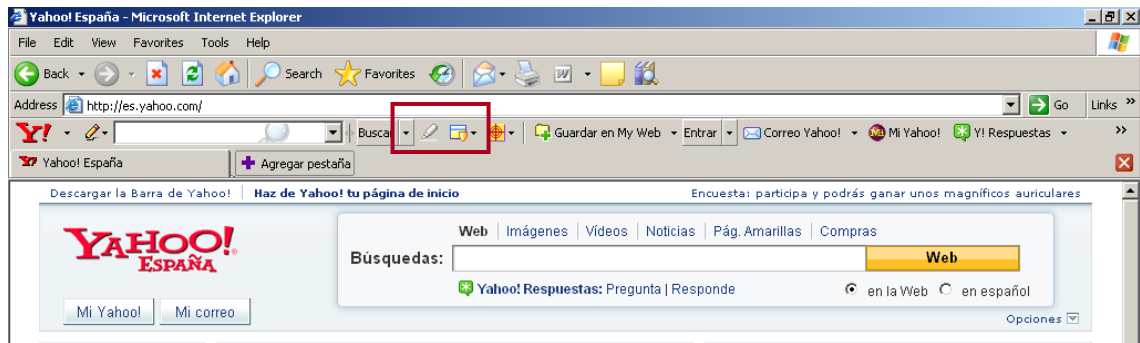 Yahoo! España - Microsoft Internet Explorer
File Edit View Favorites Tools Help
Back Search Favorites W
Address http://es.yahoo.com/ Go Links »
Y! Buscar Guardar en My Web Entrar Correo Yahoo! Mi Yahoo! Y! Respuestas »
Y! Yahoo! España Agregar pestaña
Descargar la Barra de Yahoo! | Haz de Yahoo! tu página de inicio Encuesta: participa y podrás ganar unos magníficos auriculares
Web | Imágenes | Vídeos | Noticias | Pág. Amarillas | Compras
YAHOO!
ESPAÑA
Búsquedas: Web
Yahoo! Respuestas: Pregunta | Responde en la Web en español
Mi Yahoo! Mi correo
Opciones